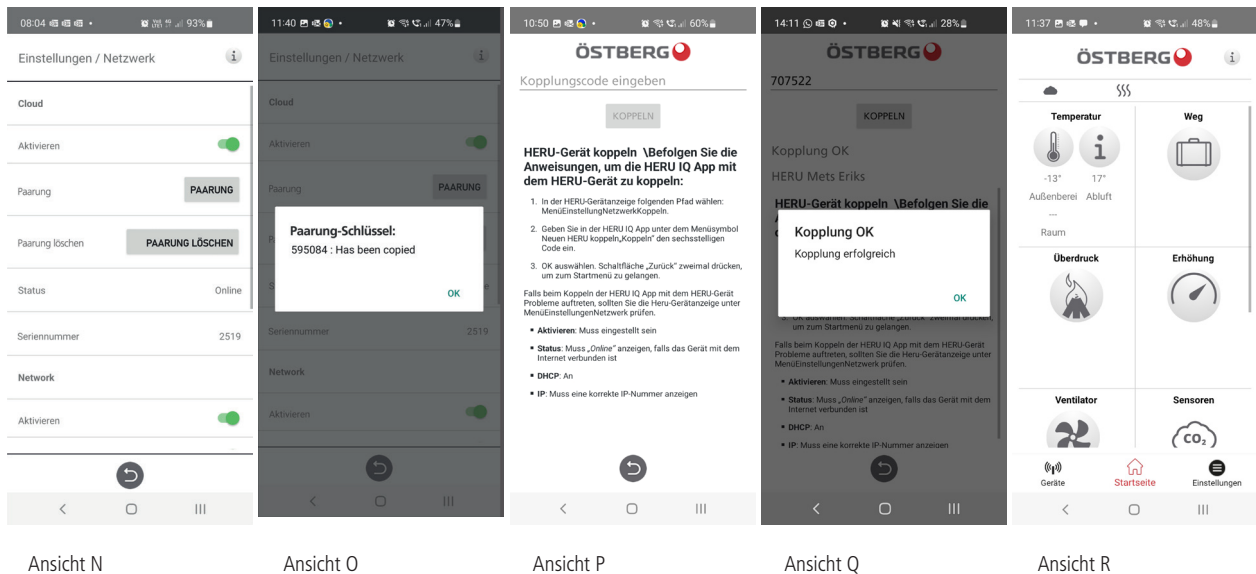 08:04 93%
Einstellungen / Netzwerk i
Cloud
Aktivieren
Paarung PAARUNG
Paarung löschen PAARUNG LÖSCHEN
Status Online
Seriennummer 2519
Network
Aktivieren
Ansicht N
11:40 47%
Einstellungen / Netzwerk i
Cloud
Aktivieren
Paarung PAARUNG
Paarung-Schlüssel:
595084 : Has been copied
OK
Seriennummer 2519
Network
Aktivieren
Ansicht O
10:50 60%
ÖSTBERG
Kopplungscode eingeben
KOPPELN
HERU-Gerät koppeln \Befolgen Sie die
Anweisungen, um die HERU IQ App mit
dem HERU-Gerät zu koppeln:
1. In der HERU-Gerätanzeige folgenden Pfad wählen:
MenüEinstellungNetzwerkKoppeln.
2. Geben Sie in der HERU IQ App unter dem Menüsymbol
Neuen HERU koppeln„Koppeln“ den sechsstelligen
Code ein.
3. OK auswählen. Schaltfläche „Zurück“ zweimal drücken,
um zum Startmenü zu gelangen.
Falls beim Koppeln der HERU IQ App mit dem HERU-Gerät
Probleme auftreten, sollten Sie die Heru-Gerätanzeige unter
MenüEinstellungenNetzwerk prüfen.
▪ Aktivieren: Muss eingestellt sein
▪ Status: Muss „Online“ anzeigen, falls das Gerät mit dem
Internet verbunden ist
▪ DHCP: An
▪ IP: Muss eine korrekte IP-Nummer anzeigen
Ansicht P
14:11 28%
ÖSTBERG
707522
KOPPELN
Kopplung OK
HERU Mets Eriks
HERU-Gerät koppeln \Befolgen Sie die
Kopplung OK
Kopplung erfolgreich
OK
3. OK auswählen. Schaltfläche „Zurück“ zweimal drücken,
um zum Startmenü zu gelangen.
Falls beim Koppeln der HERU IQ App mit dem HERU-Gerät
Probleme auftreten, sollten Sie die Heru-Gerätanzeige unter
MenüEinstellungenNetzwerk prüfen.
▪ Aktivieren: Muss eingestellt sein
▪ Status: Muss „Online“ anzeigen, falls das Gerät mit dem
Internet verbunden ist
▪ DHCP: An
▪ IP: Muss eine korrekte IP-Nummer anzeigen
Ansicht Q
11:37 48%
ÖSTBERG i
Temperatur Weg
i
-13° 17°
Außenberei Abluft
---
Raum
Überdruck Erhöhung
Ventilator Sensoren
CO₂
Geräte Startseite Einstellungen
Ansicht R